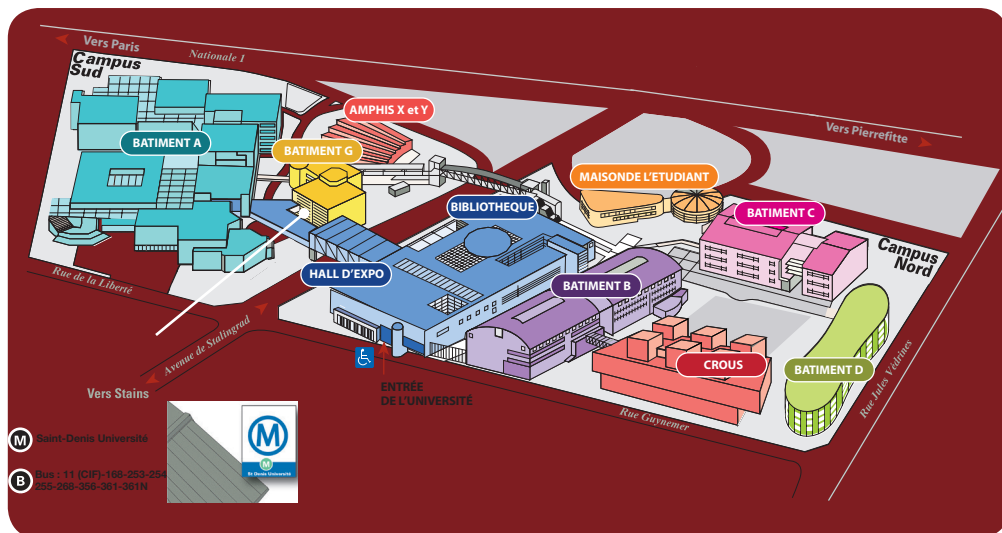 Vers Paris
Nationale 1
Campus
Sud
AMPHIS X et Y
Vers Pierrefitte
BATIMENT A
BATIMENT G
MAISONDE L'ETUDIANT
BIBLIOTHEQUE
BATIMENT C
Campus
Nord
HALL D'EXPO
Rue de la Liberté
BATIMENT B
Avenue de Stalingrad
CROUS
BATIMENT D
Rue Jules Védrines
Vers Stains
ENTRÉE
DE L'UNIVERSITÉ
Rue Guynemer
M Saint-Denis Université
M
M
St Denis Université
B Bus : 11 (CIF)-168-253-254
255-268-356-361-361N